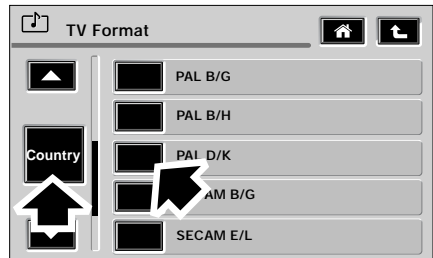 TV Format
PAL B/G
PAL B/H
Country
PAL D/K
AM B/G
SECAM E/L